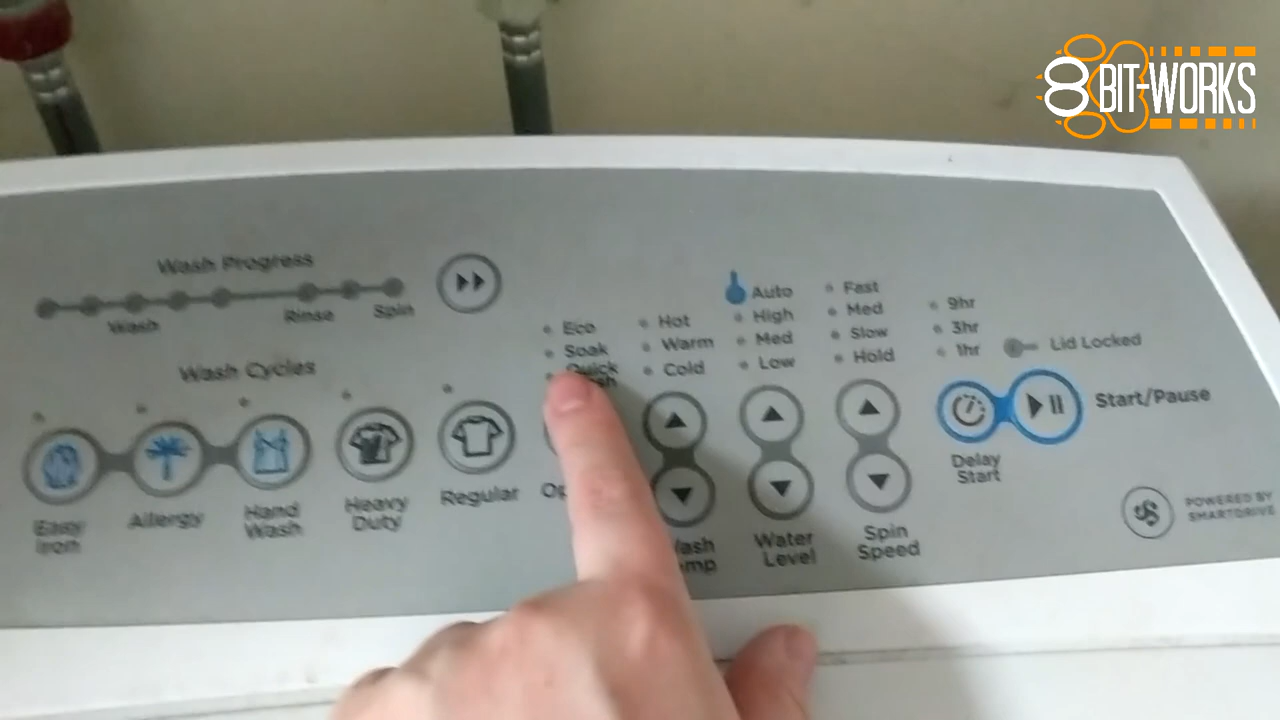 8 BIT-WORKS
Wash Progress
Wash
Rinse
Spin
Wash Cycles
Easy
Iron
Allergy
Hand
Wash
Heavy
Duty
Regular
Eco
Soak
Quick
Hot
Warm
Cold
Auto
High
Med
Low
Water
Level
Fast
Med
Slow
Hold
Spin
Speed
9hr
3hr
1hr
Delay
Start
Lid Locked
Start/Pause
POWERED BY
SMARTDRIVE